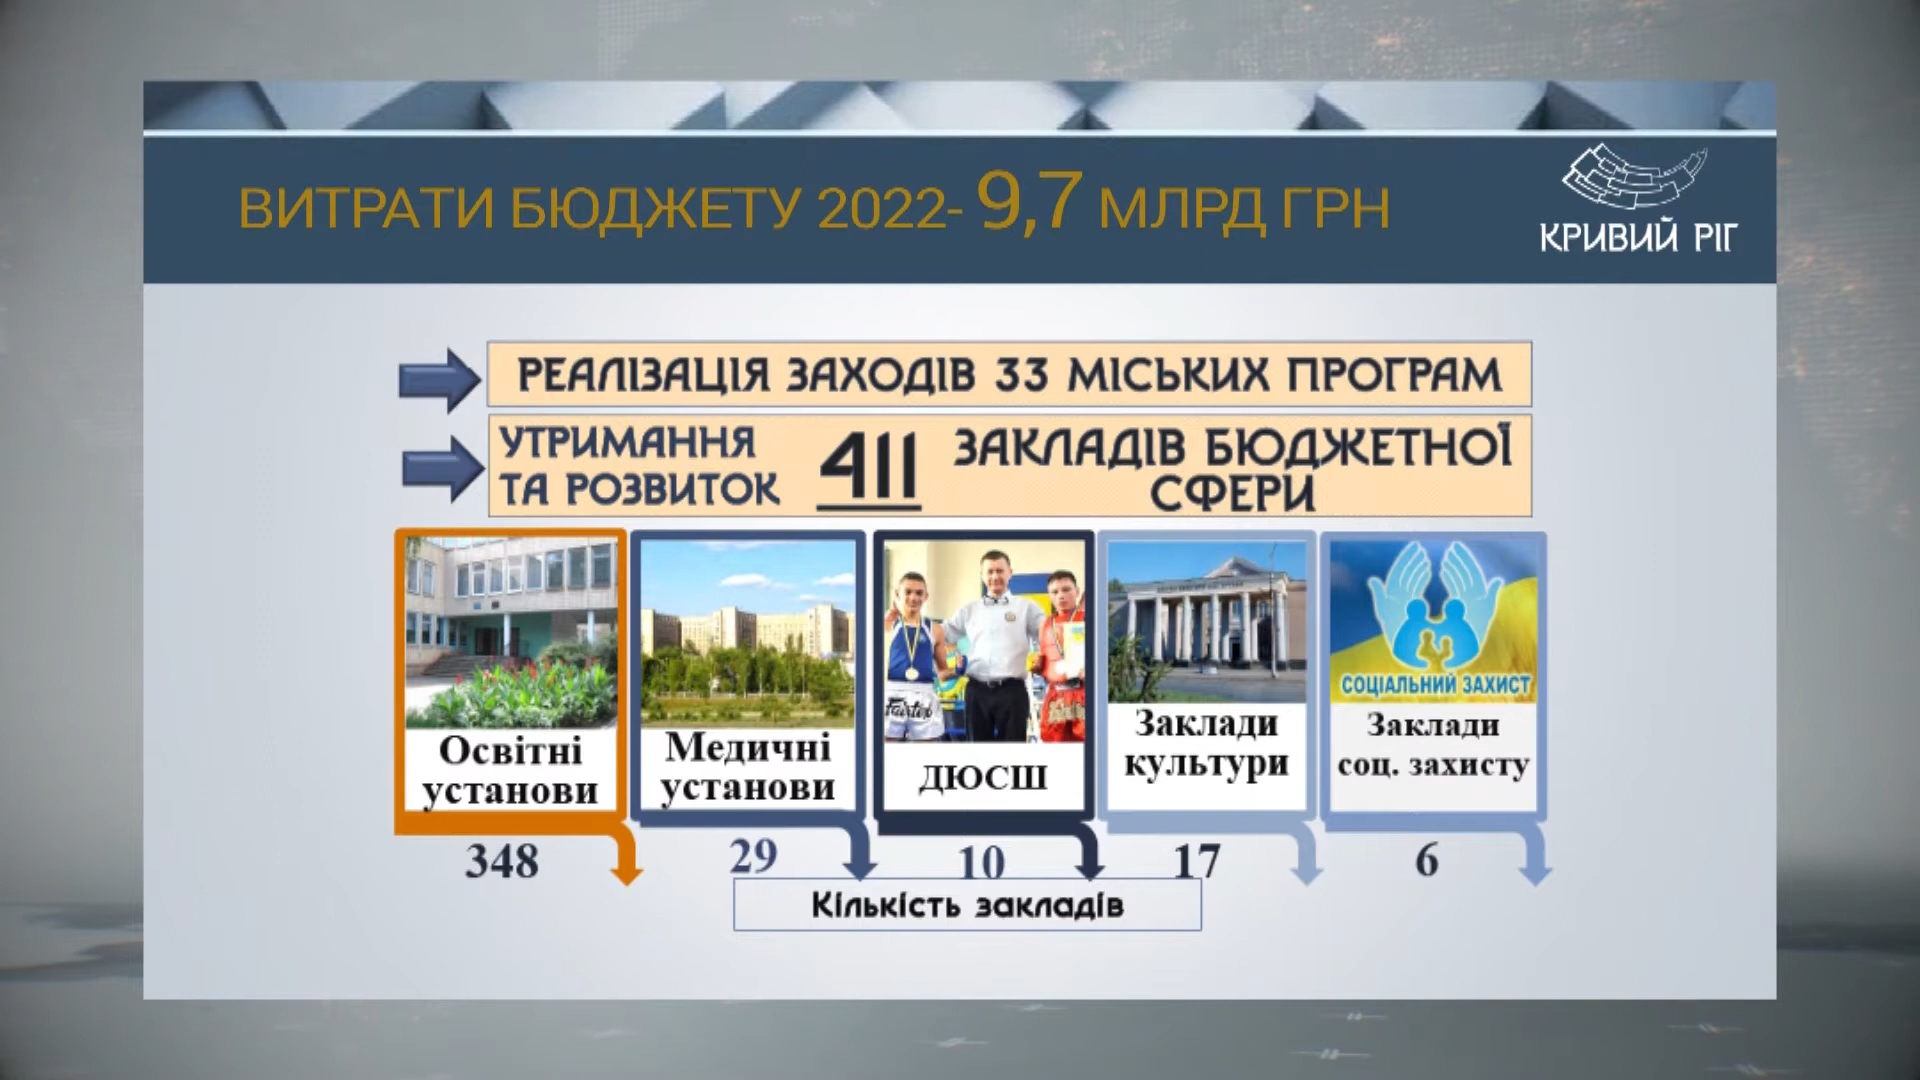 ВИТРАТИ БЮДЖЕТУ 2022- 9,7 МЛРД ГРН
КРИВИЙ РІГ
РЕАЛІЗАЦІЯ ЗАХОДІВ 33 МІСЬКИХ ПРОГРАМ
УТРИМАННЯ
ТА РОЗВИТОК
411
ЗАКЛАДІВ БЮДЖЕТНОЇ
СФЕРИ
Освітні
установи
348
Медичні
установи
29
Fairtex
ДЮСШ
10
Заклади
культури
17
СОЦІАЛЬНИЙ ЗАХИСТ
Заклади
соц. захисту
6
Кількість закладів